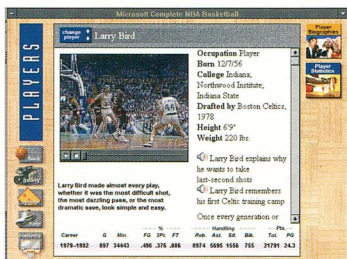 Microsoft Complete NBA Basketball
change
player
Larry Bird
Player
Biographies
Player
Statistics
PLAYERS
Occupation Player
Born 12/7/56
College Indiana;
Northwood Institute;
Indiana State
Drafted by Boston Celtics,
1978
Height 6'9"
Weight 220 lbs.
Larry Bird explains why
he wants to take
last-second shots
Larry Bird remembers
his first Celtic training camp
Once every generation or
Larry Bird made almost every play,
whether it was the most difficult shot,
the most dazzling pass, or the most
dramatic save, look simple and easy.
Back
Gallery
% Handling Pts.
Career G Min. FG 3Pt. FT Reb. Ast. Stl. Blk. Tot. PG
1979-1992 897 34443 .496 .376 .886 8974 5695 1556 755 21791 24.3